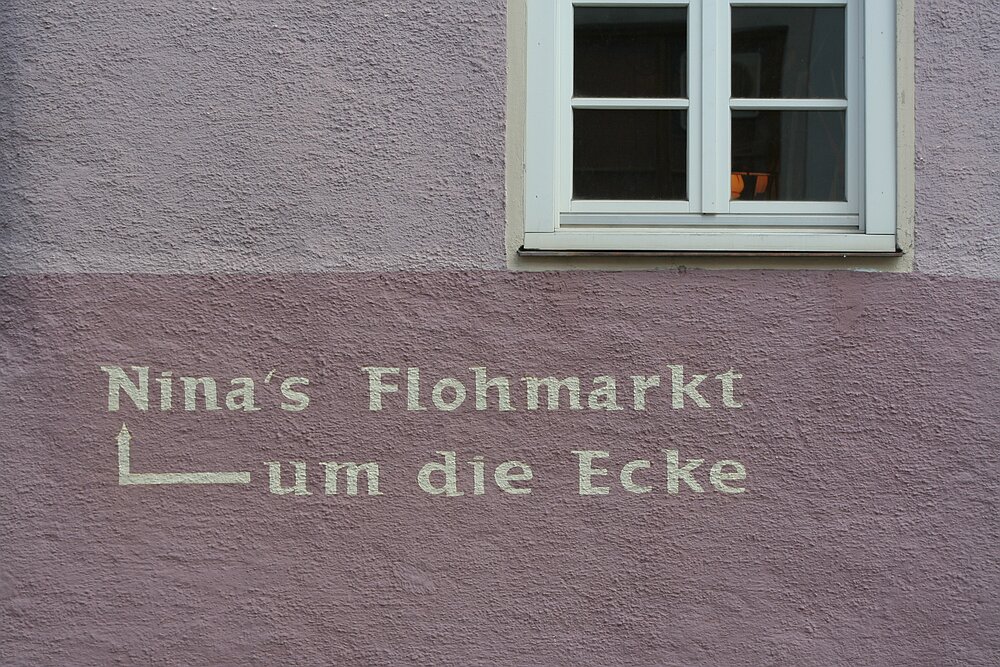 Nina's Flohmarkt
um die Ecke